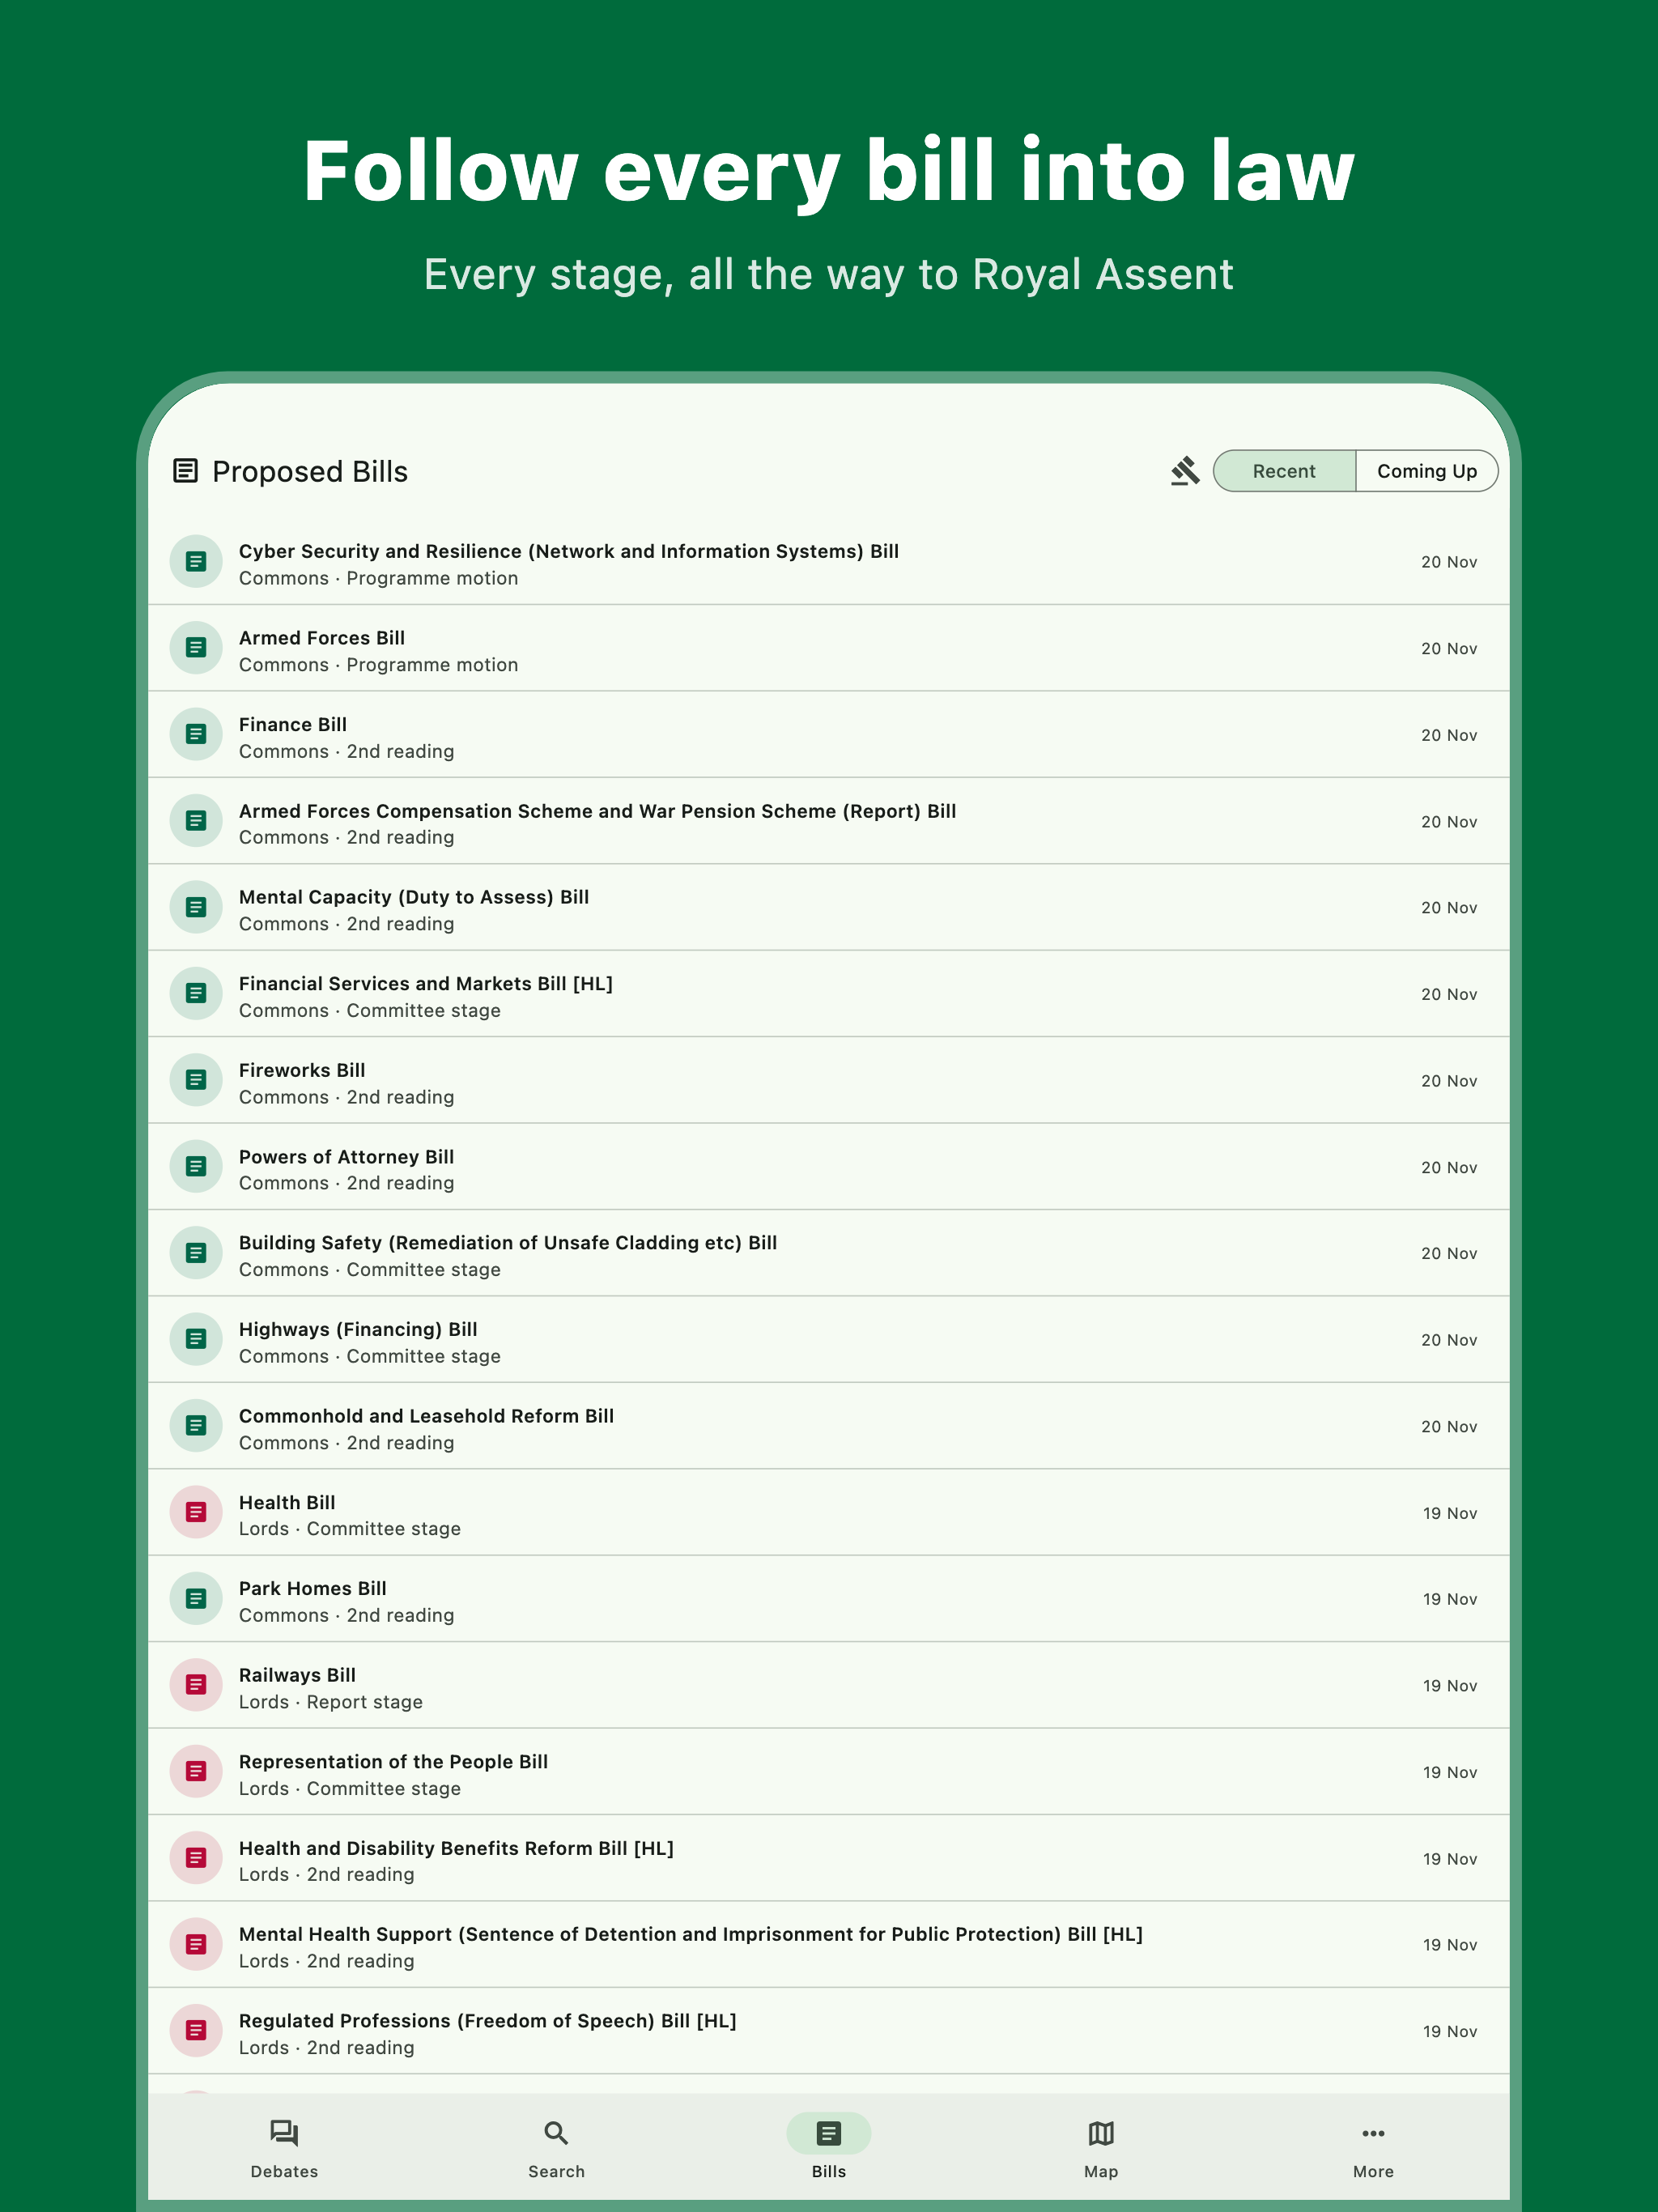 Follow every bill into law
Every stage, all the way to Royal Assent
Proposed Bills
Recent
Coming Up
Cyber Security and Resilience (Network and Information Systems) Bill
Commons · Programme motion
20 Nov
Armed Forces Bill
Commons · Programme motion
20 Nov
Finance Bill
Commons · 2nd reading
20 Nov
Armed Forces Compensation Scheme and War Pension Scheme (Report) Bill
Commons · 2nd reading
20 Nov
Mental Capacity (Duty to Assess) Bill
Commons · 2nd reading
20 Nov
Financial Services and Markets Bill [HL]
Commons · Committee stage
20 Nov
Fireworks Bill
Commons · 2nd reading
20 Nov
Powers of Attorney Bill
Commons · 2nd reading
20 Nov
Building Safety (Remediation of Unsafe Cladding etc) Bill
Commons · Committee stage
20 Nov
Highways (Financing) Bill
Commons · Committee stage
20 Nov
Commonhold and Leasehold Reform Bill
Commons · 2nd reading
20 Nov
Health Bill
Lords · Committee stage
19 Nov
Park Homes Bill
Commons · 2nd reading
19 Nov
Railways Bill
Lords · Report stage
19 Nov
Representation of the People Bill
Lords · Committee stage
19 Nov
Health and Disability Benefits Reform Bill [HL]
Lords · 2nd reading
19 Nov
Mental Health Support (Sentence of Detention and Imprisonment for Public Protection) Bill [HL]
Lords · 2nd reading
19 Nov
Regulated Professions (Freedom of Speech) Bill [HL]
Lords · 2nd reading
19 Nov
Debates
Search
Bills
Map
More